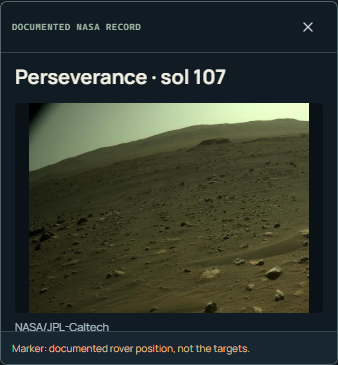 DOCUMENTED NASA RECORD
Perseverance · sol 107
NASA/JPL-Caltech
Marker: documented rover position, not the targets.